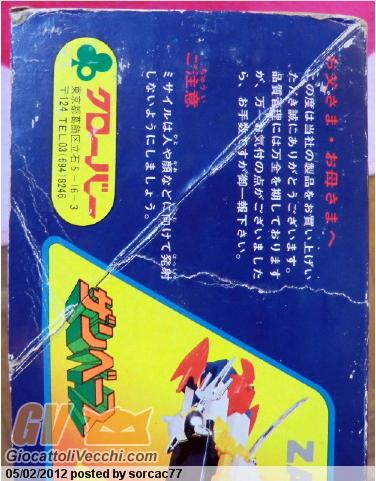 お父さま・お母さまへ
この度は当社の製品をお買い上げい
ただき誠にありがとうございます。
品質管理には万全を期しております
が、万一お気付の点がございました
ら、お手数ですが御一報下さい。
ご注意
ミサイルは人や顔などに向けて発射
しないようにしましょう。
クローバー
東京都葛飾区立石5-16-3
〒124 TEL.03(694)8246
ザンベース
ZA
GV
GiocattoliVecchi.com
05/02/2012 posted by sorcac77